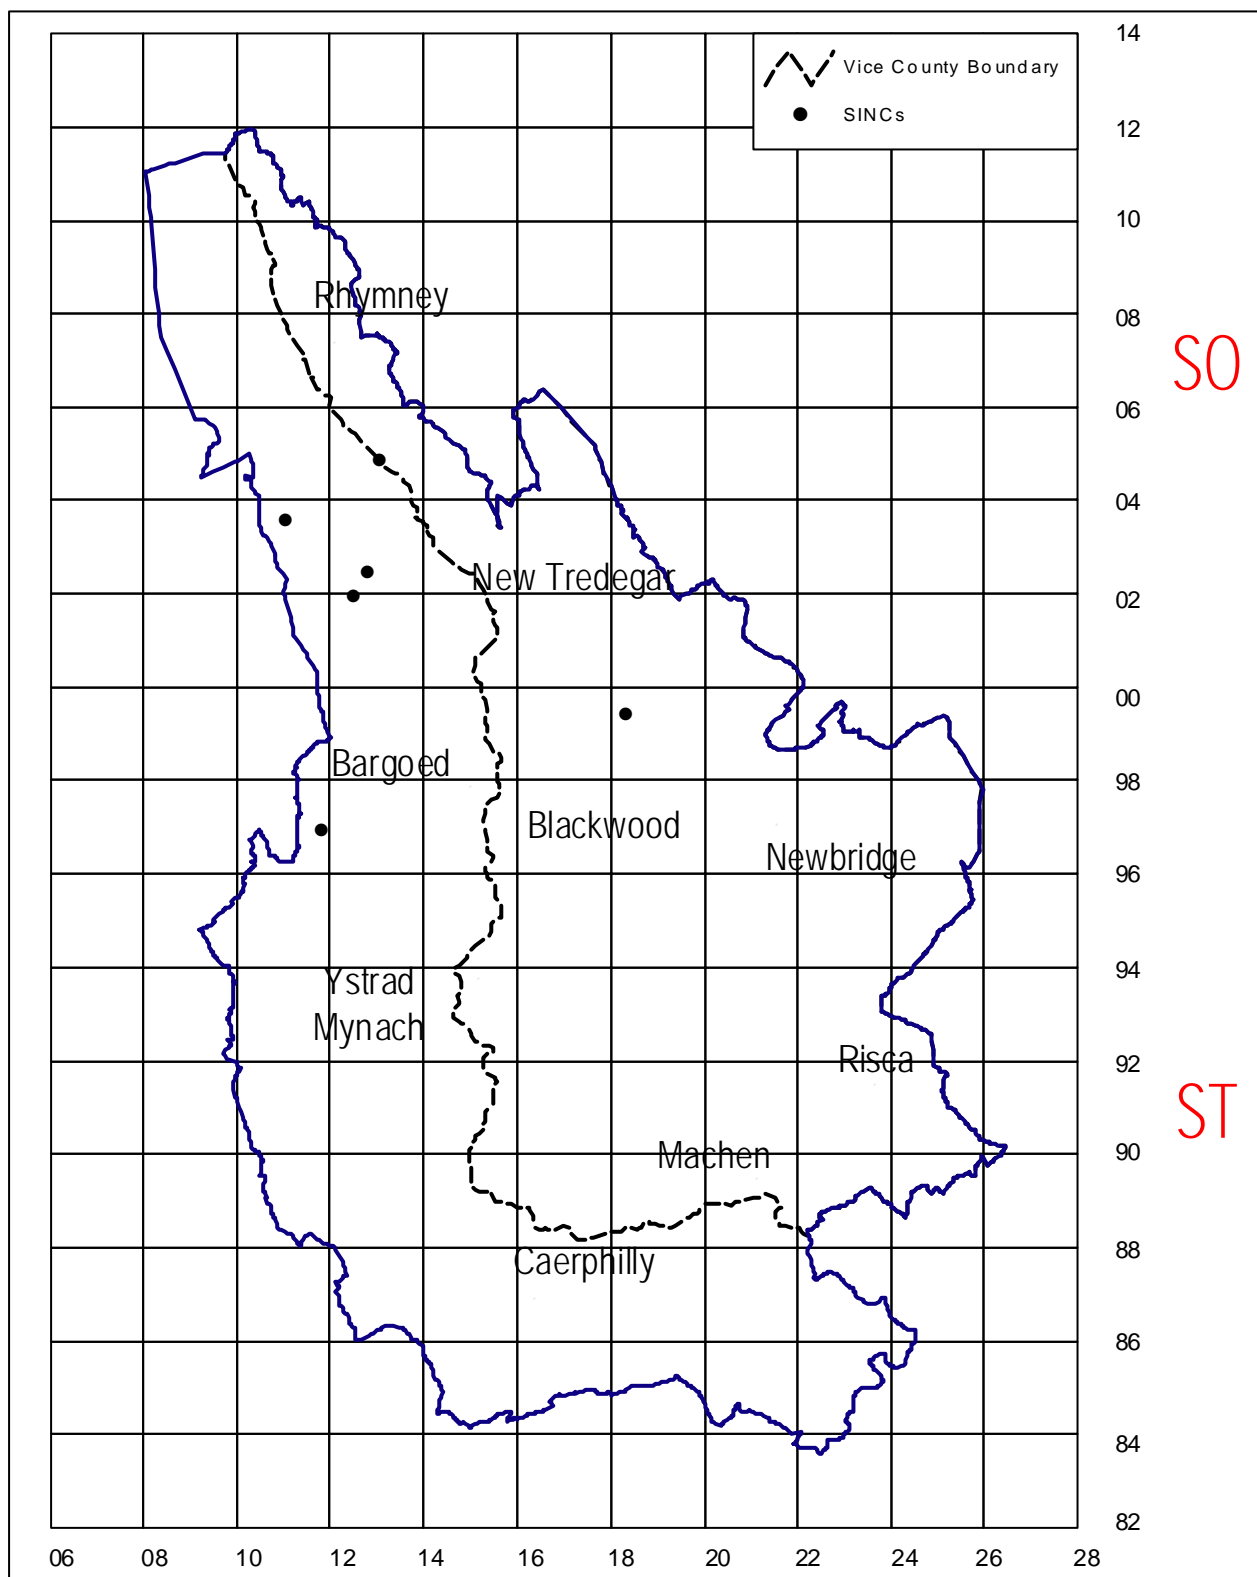 14
Vice County Boundary
SINCs
12
10
Rhymney
08
SO
06
04
New Tredegar
02
00
Bargoed
98
Blackwood
Newbridge
96
Ystrad
94
Mynach
Risca
92
ST
Machen
90
Caerphilly
88
86
84
82
06 08 10 12 14 16 18 20 22 24 26 28